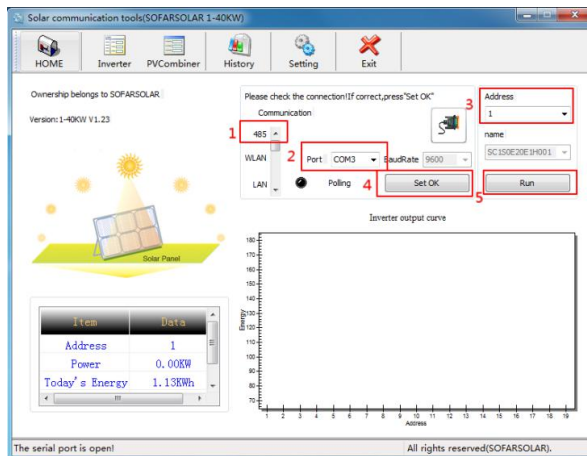 Solar communication tools(SOFARSOLAR 1-40KW)
HOME Inverter PVCombiner History Setting Exit
Ownership belongs to SOFARSOLAR
Version:1-40KW V1.23
Solar Panel
Please check the connection!If correct,press"Set OK"
Communication
1 485
WLAN
LAN
2 Port COM3 BaudRate 9600
Polling
4 Set OK
3 Address
1
name
SC1S0E20E1H001
5 Run
Item Data
Address 1
Power 0.00KW
Today's Energy 1.13KWh
Inverter output curve
Energy
180
170
160
150
140
130
120
110
100
90
80
70
1 2 3 4 5 6 7 8 9 10 11 12 13 14 15 16 17 18 19
Address
The serial port is open! All rights reserved(SOFARSOLAR).